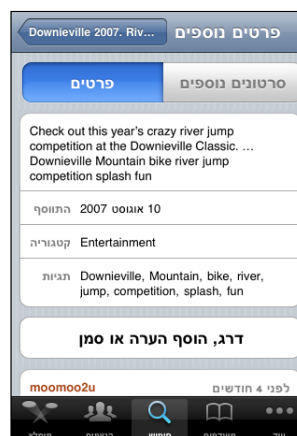 פרטים נוספים
Downieville 2007. Riv...
סרטונים נוספים
פרטים
Check out this year's crazy river jump
competition at the Downieville Classic. ...
Downieville Mountain bike river jump
competition splash fun
התווסף 10 אוגוסט 2007
קטגוריה Entertainment
תגיות Downieville, Mountain, bike, river,
jump, competition, splash, fun
דרג, הוסף הערה או סמן
moomoo2u
לפני 4 חודשים